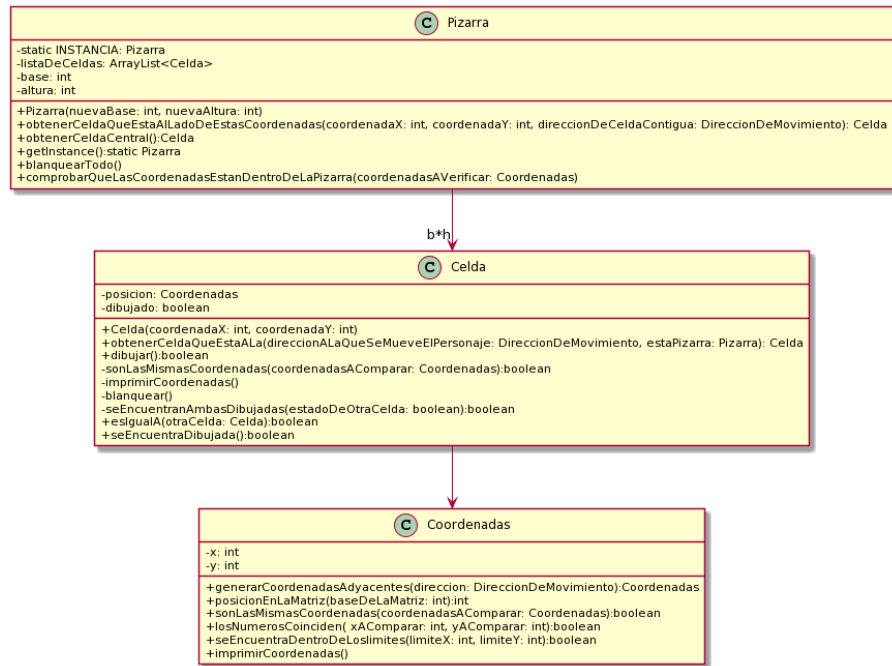 C Pizarra
-static INSTANCIA: Pizarra
-listaDeCeldas: ArrayList<Celda>
-base: int
-altura: int
+Pizarra(nuevaBase: int, nuevaAltura: int)
+obtenerCeldaQueEstaAlLadoDeEstasCoordenadas(coordenadaX: int, coordenadaY: int, direccionDeCeldaContigua: DireccionDeMovimiento): Celda
+obtenerCeldaCentral():Celda
+getInstance():static Pizarra
+blanquearTodo()
+comprobarQueLasCoordenadasEstanDentroDeLaPizarra(coordenadasAVerificar: Coordenadas)
b*h
C Celda
-posicion: Coordenadas
-dibujado: boolean
+Celda(coordenadaX: int, coordenadaY: int)
+obtenerCeldaQueEstaALa(direccionALaQueSeMueveElPersonaje: DireccionDeMovimiento, estaPizarra: Pizarra): Celda
+dibujar():boolean
-sonLasMismasCoordenadas(coordenadasAComparar: Coordenadas):boolean
-imprimirCoordenadas()
-blanquear()
-seEncuentranAmbasDibujadas(estadoDeOtraCelda: boolean):boolean
+esIgualA(otraCelda: Celda):boolean
+seEncuentraDibujada():boolean
C Coordenadas
-x: int
-y: int
+generarCoordenadasAdyacentes(direccion: DireccionDeMovimiento):Coordenadas
+posicionEnLaMatriz(baseDeLaMatriz: int):int
+sonLasMismasCoordenadas(coordenadasAComparar: Coordenadas):boolean
+losNumerosCoinciden( xAComparar: int, yAComparar: int):boolean
+seEncuentraDentroDeLoslimites(limiteX: int, limiteY: int):boolean
+imprimirCoordenadas()